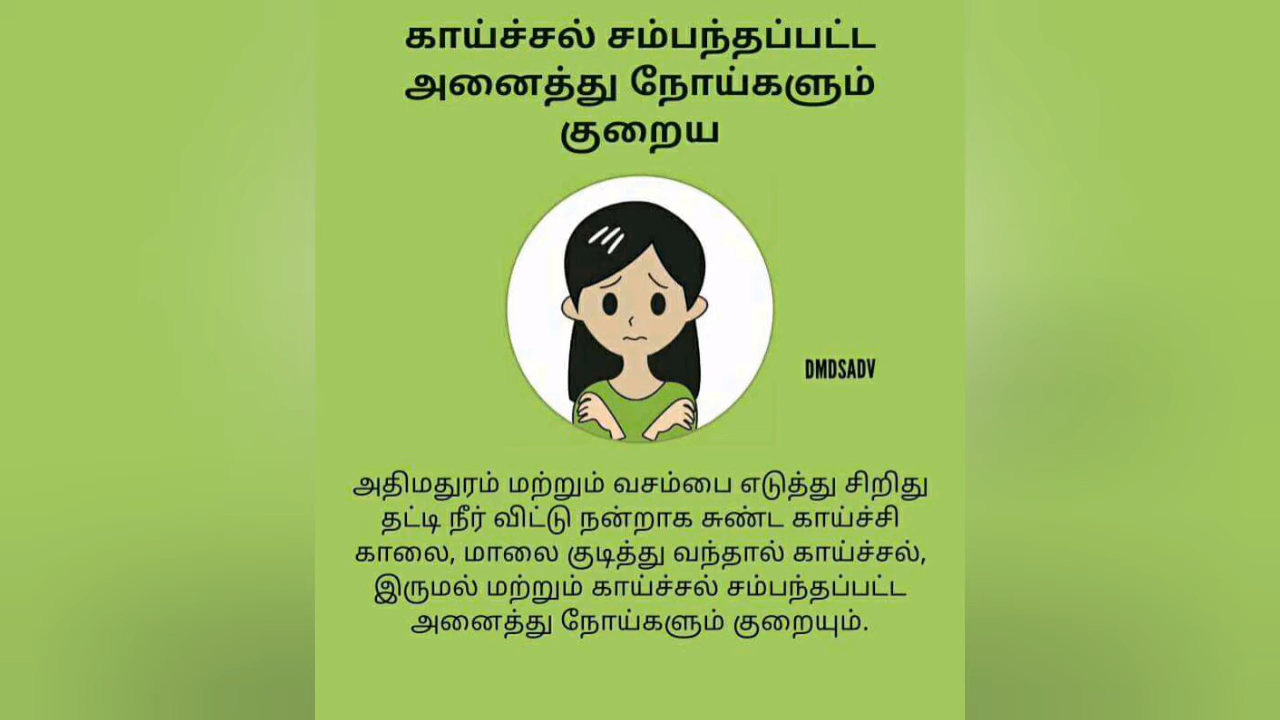 காய்ச்சல் சம்பந்தப்பட்ட
அனைத்து நோய்களும்
குறைய
DMDSADV
அதிமதுரம் மற்றும் வசம்பை எடுத்து சிறிது
தட்டி நீர் விட்டு நன்றாக சுண்ட காய்ச்சி
காலை, மாலை குடித்து வந்தால் காய்ச்சல்,
இருமல் மற்றும் காய்ச்சல் சம்பந்தப்பட்ட
அனைத்து நோய்களும் குறையும்.